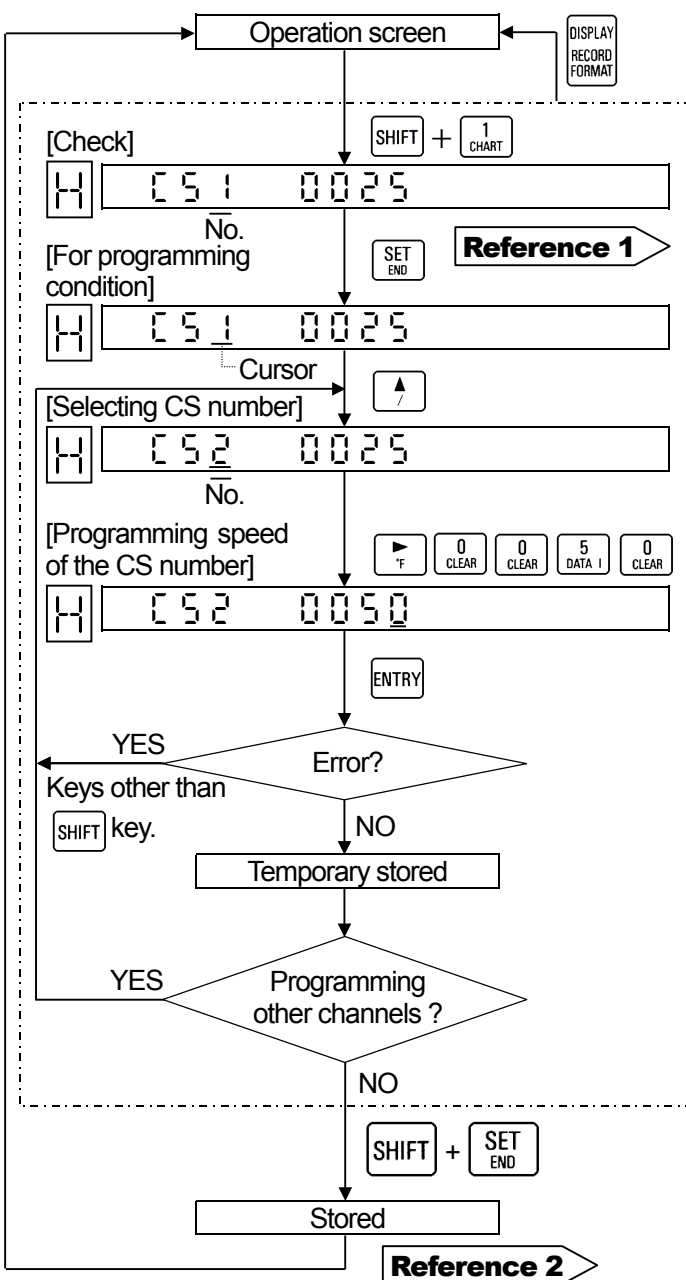 Operation screen
DISPLAY
RECORD
FORMAT
[Check]
SHIFT + 1
CHART
H CS1 0025
No.
[For programming
condition]
SET
END
Reference 1
H CS1 0025
Cursor
▲
/
[Selecting CS number]
H CS2 0025
No.
[Programming speed
of the CS number]
► 0 0 5 0
°F CLEAR CLEAR DATA I CLEAR
H CS2 0050
ENTRY
YES
Error?
Keys other than
SHIFT key.
NO
Temporary stored
YES
Programming
other channels ?
NO
SHIFT + SET
END
Stored
Reference 2